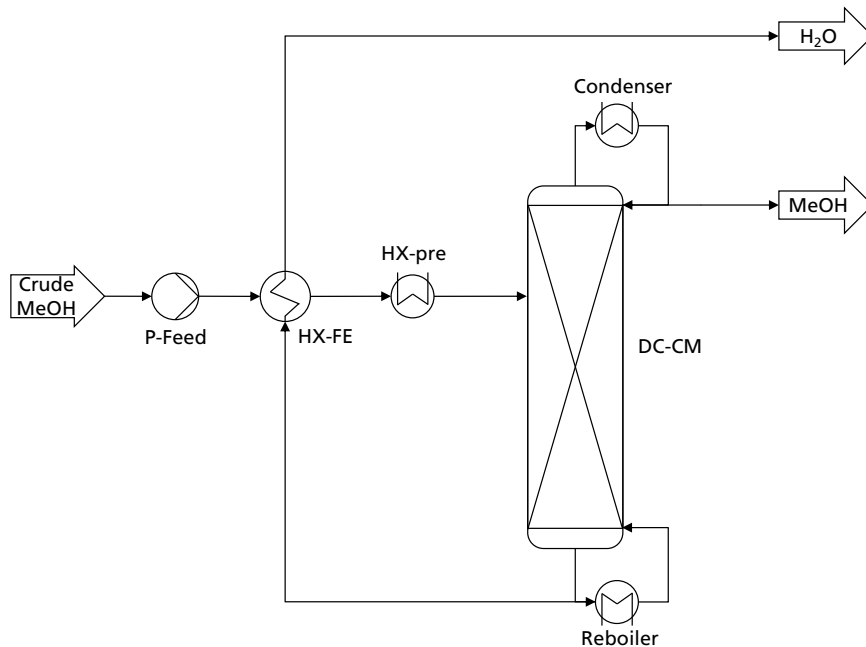 H₂O
Condenser
MeOH
HX-pre
Crude
MeOH
P-Feed
HX-FE
DC-CM
Reboiler